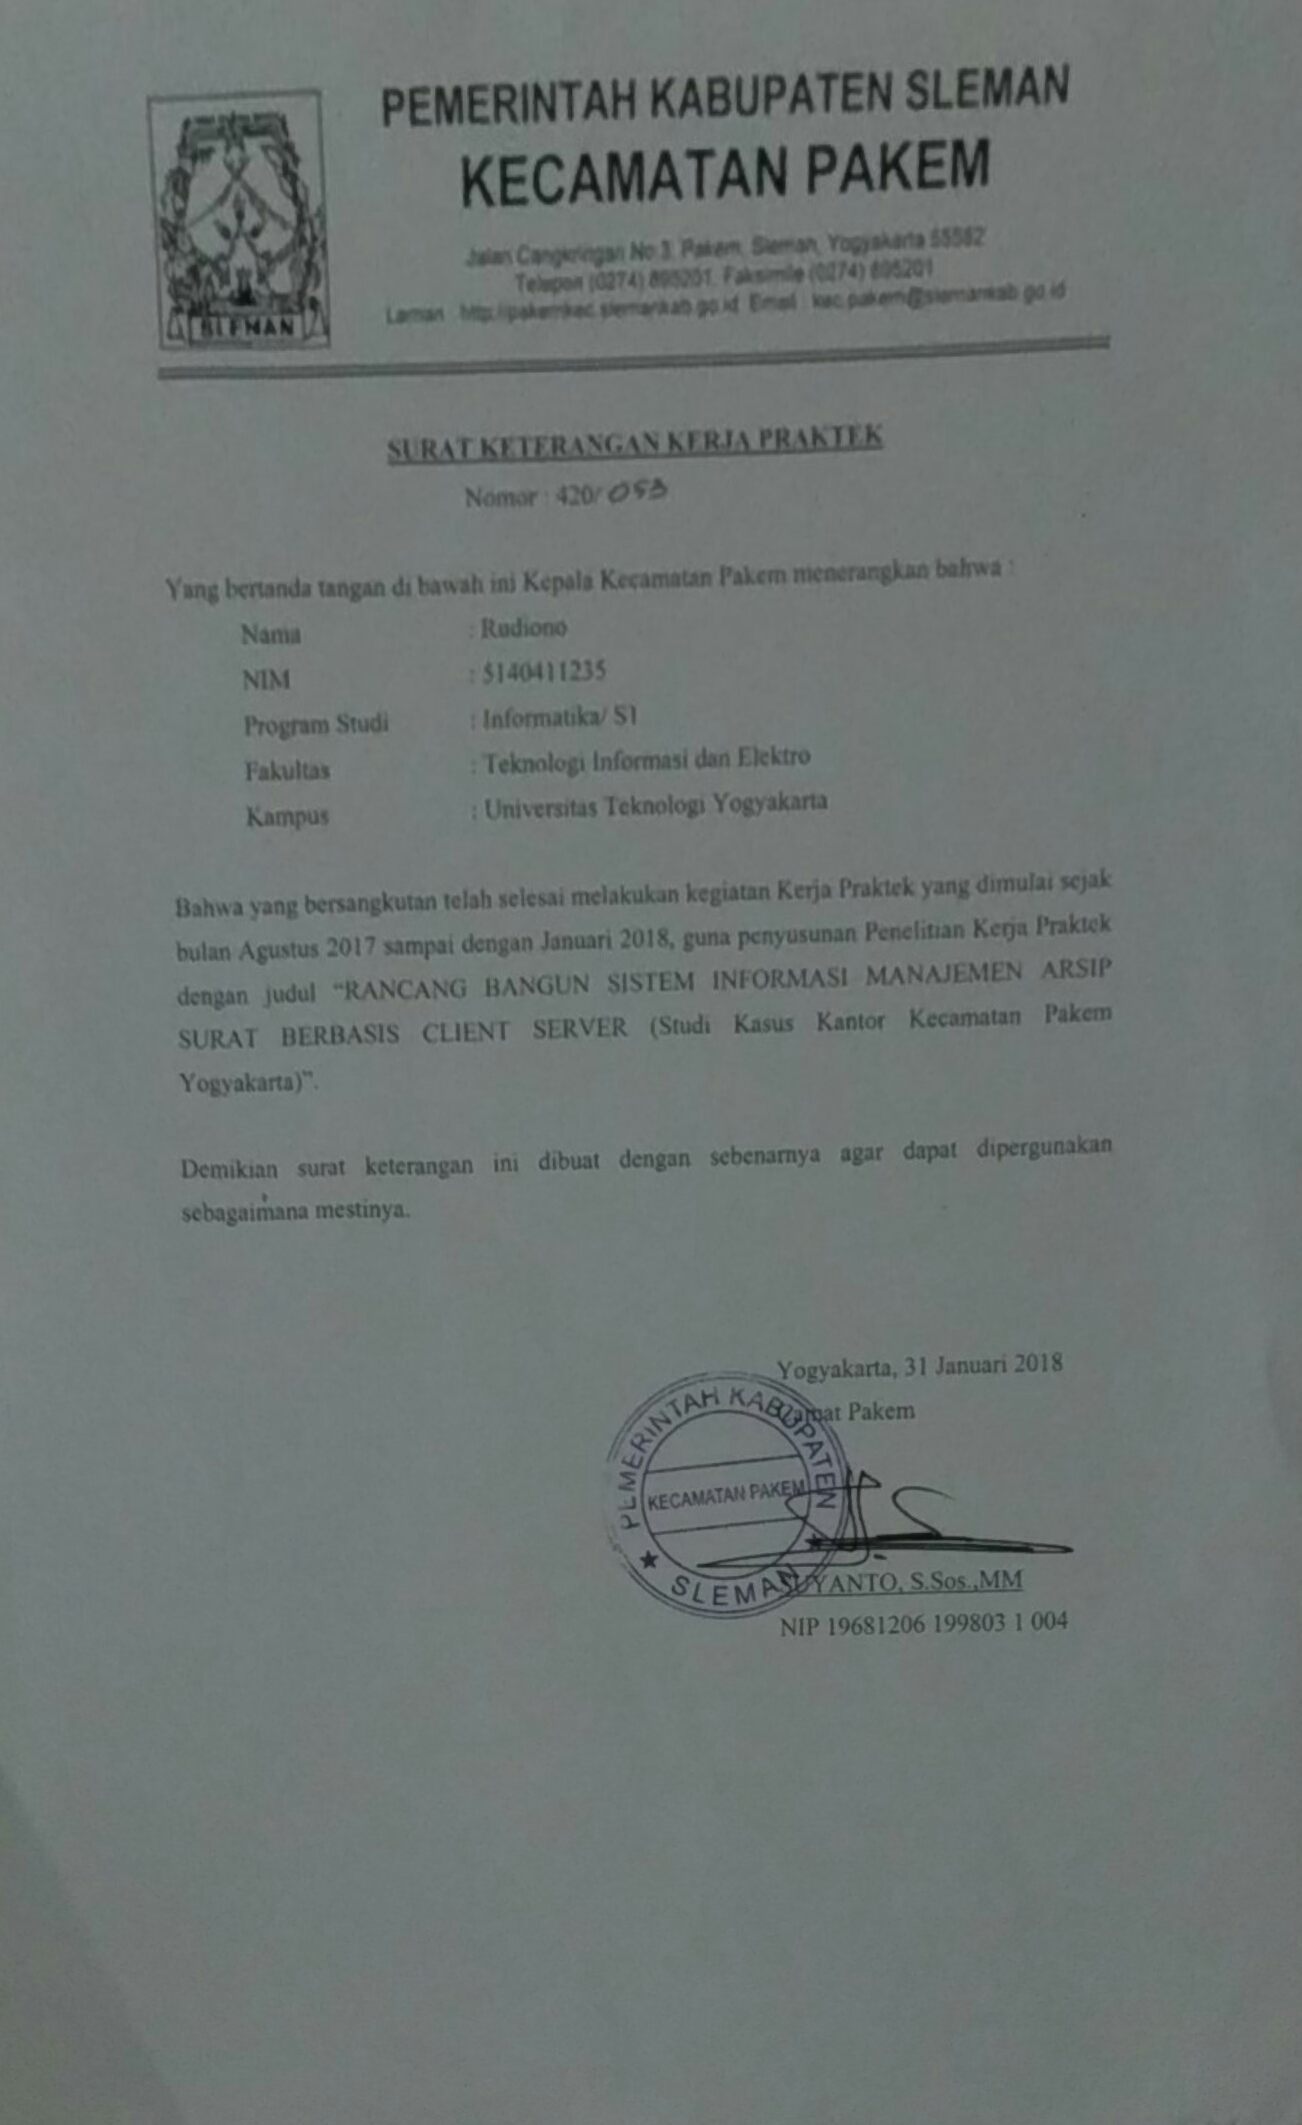 PEMERINTAH KABUPATEN SLEMAN
KECAMATAN PAKEM
Jalan Cangkringan No 3 Pakem, Sleman, Yogyakarta 55582
Telepon (0274) 895201. Faksimile (0274) 895201
Laman : http://pakemkec.slemankab.go.id Email : kec.pakem@slemankab.go.id
SLEMAN
SURAT KETERANGAN KERJA PRAKTEK
Nomor : 420/ 053
Yang bertanda tangan di bawah ini Kepala Kecamatan Pakem menerangkan bahwa :
Nama : Rudiono
NIM : 5140411235
Program Studi : Informatika/ S1
Fakultas : Teknologi Informasi dan Elektro
Kampus : Universitas Teknologi Yogyakarta
Bahwa yang bersangkutan telah selesai melakukan kegiatan Kerja Praktek yang dimulai sejak
bulan Agustus 2017 sampai dengan Januari 2018, guna penyusunan Penelitian Kerja Praktek
dengan judul “RANCANG BANGUN SISTEM INFORMASI MANAJEMEN ARSIP
SURAT BERBASIS CLIENT SERVER (Studi Kasus Kantor Kecamatan Pakem
Yogyakarta)”.
Demikian surat keterangan ini dibuat dengan sebenarnya agar dapat dipergunakan
sebagaimana mestinya.
Yogyakarta, 31 Januari 2018
Camat Pakem
PEMERINTAH KABUPATEN
KECAMATAN PAKEM
SLEMAN
SUYANTO, S.Sos.,MM
NIP 19681206 199803 1 004